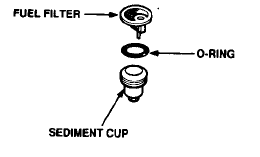 FUEL FILTER
O-RING
SEDIMENT CUP